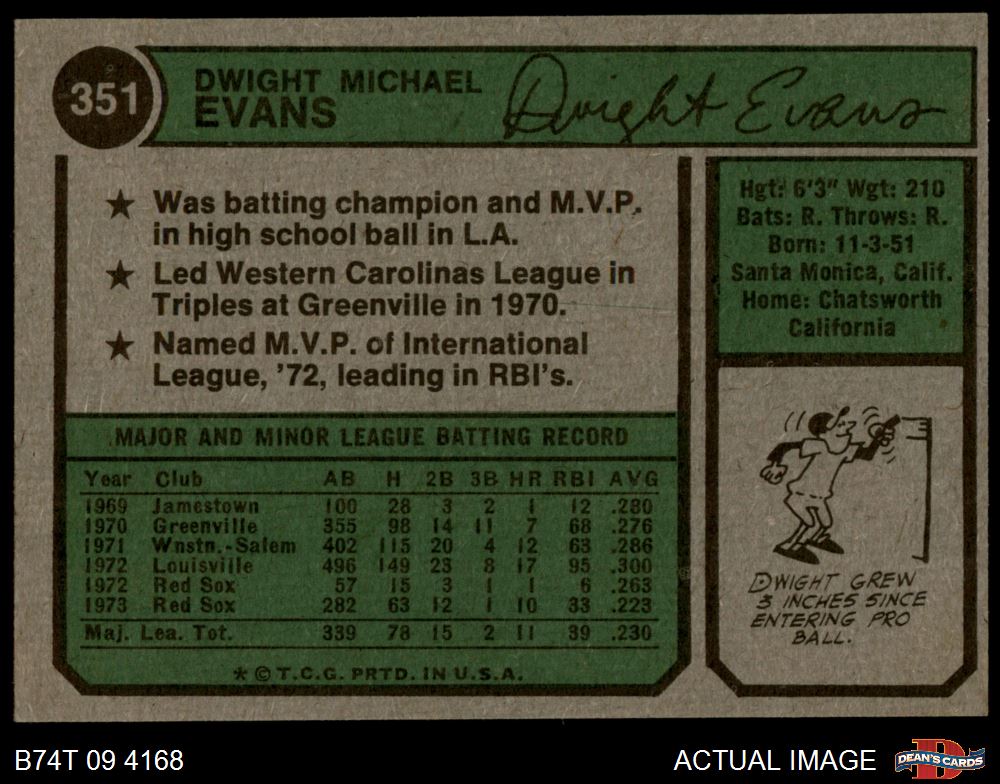 351
DWIGHT MICHAEL
EVANS
Dwight Evans
★ Was batting champion and M.V.P.
in high school ball in L.A.
★ Led Western Carolinas League in
Triples at Greenville in 1970.
★ Named M.V.P. of International
League, '72, leading in RBI's.
Hgt: 6'3" Wgt: 210
Bats: R. Throws: R.
Born: 11-3-51
Santa Monica, Calif.
Home: Chatsworth
California
MAJOR AND MINOR LEAGUE BATTING RECORD
Year Club AB H 2B 3B HR RBI AVG
1969 Jamestown 100 28 3 2 1 12 .280
1970 Greenville 355 98 14 11 7 68 .276
1971 Wnstn.-Salem 402 115 20 4 12 63 .286
1972 Louisville 496 149 23 8 17 95 .300
1972 Red Sox 57 15 3 1 1 6 .263
1973 Red Sox 282 63 12 1 10 33 .223
Maj. Lea. Tot. 339 78 15 2 11 39 .230
* © T.C.G. PRTD. IN U.S.A.
DWIGHT GREW
3 INCHES SINCE
ENTERING PRO
BALL.
B74T 09 4168
ACTUAL IMAGE
D
DEAN'S CARDS